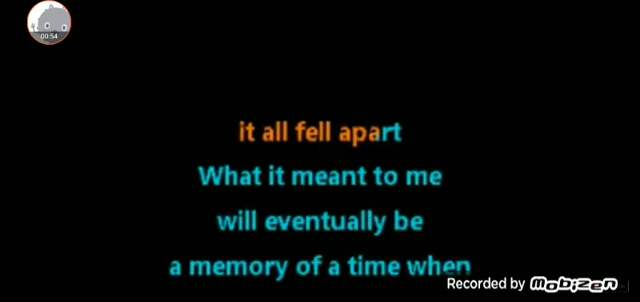 00:54
it all fell apart
What it meant to me
will eventually be
a memory of a time when
Recorded by Mobizen